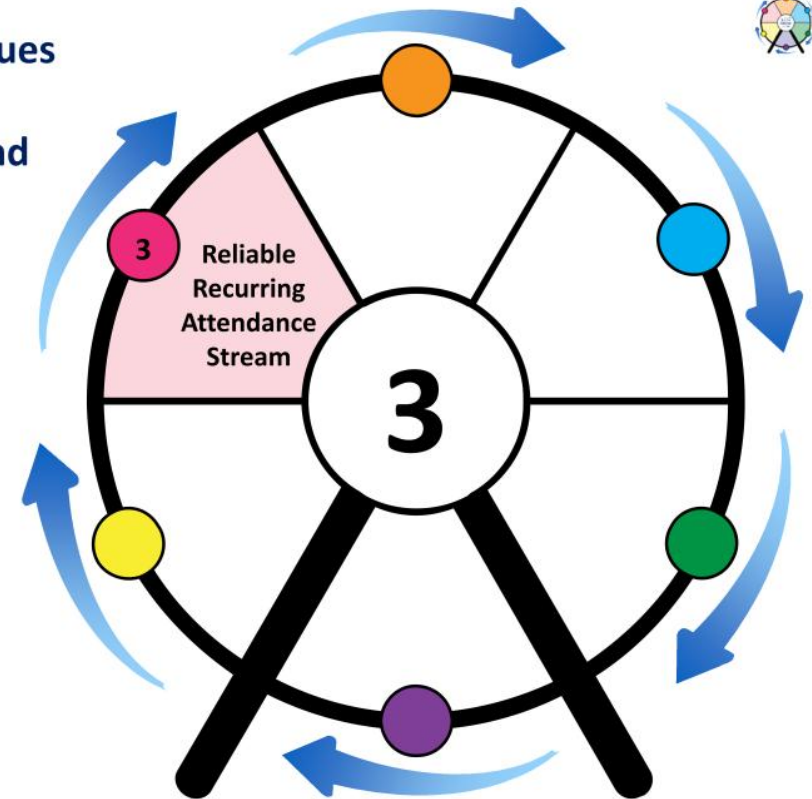 ues
nd
3
Reliable
Recurring
Attendance
Stream
3